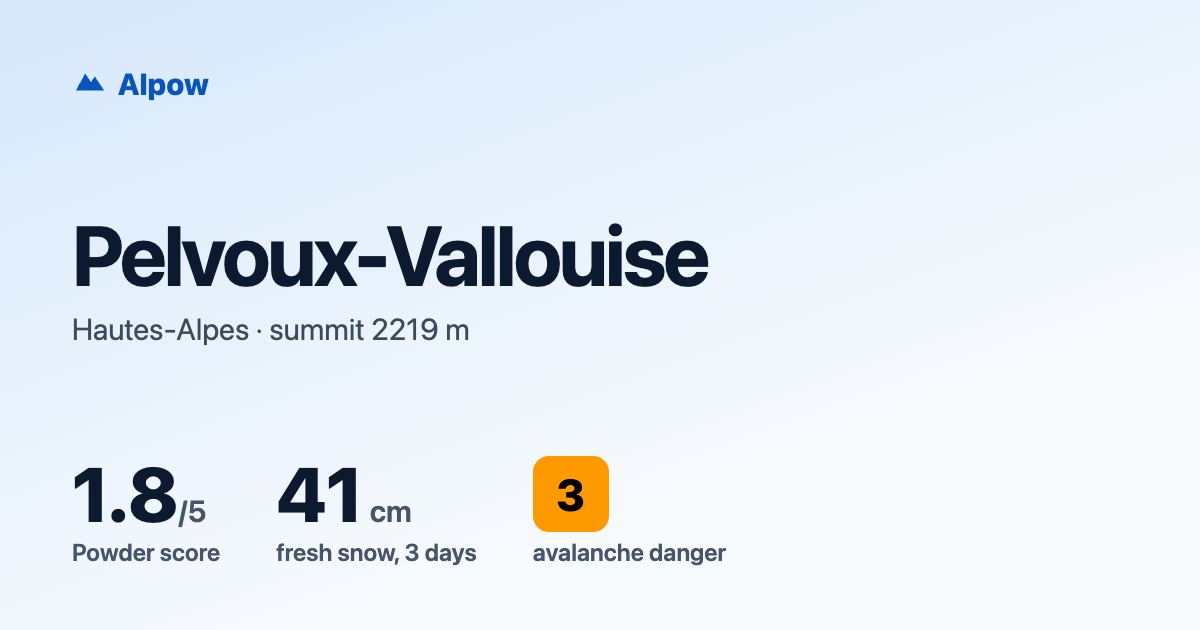 Alpow
Pelvoux-Vallouise
Hautes-Alpes · summit 2219 m
1.8/5
Powder score
41 cm
fresh snow, 3 days
3
avalanche danger